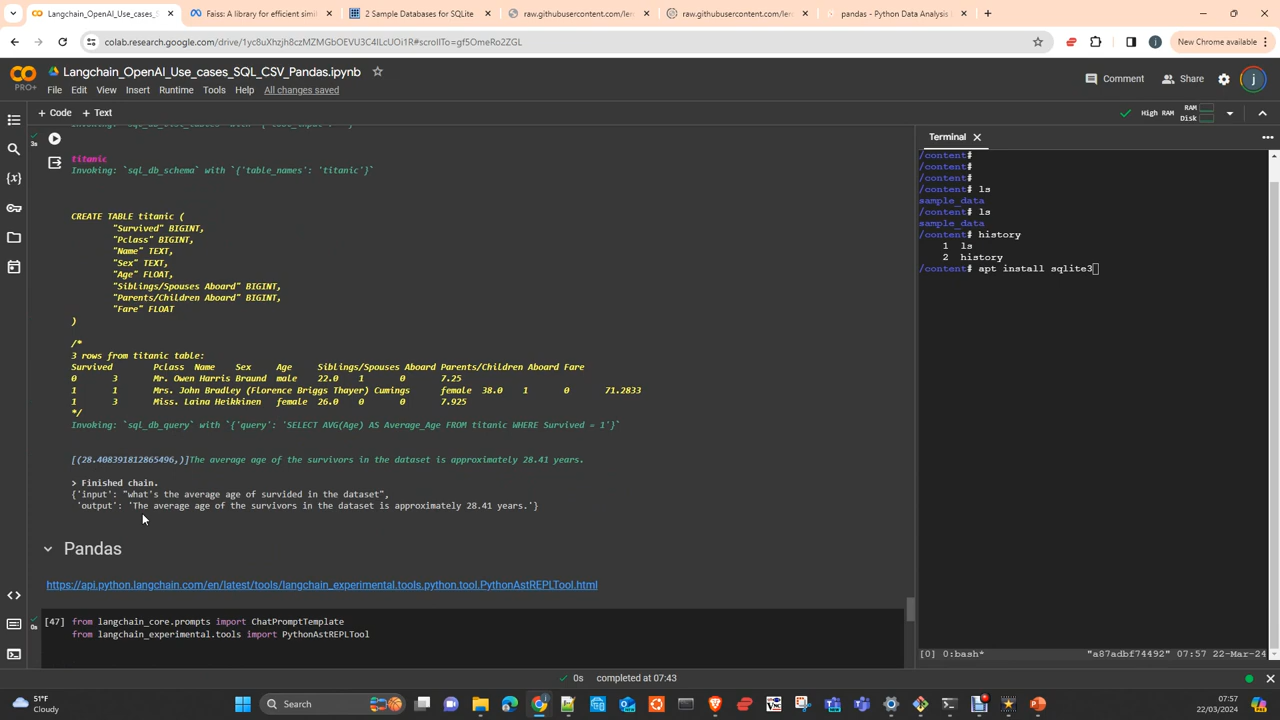 Langchain_OpenAI_Use_cases_S
Faiss: A library for efficient simil
2 Sample Databases for SQLite
raw.githubusercontent.com/ler
raw.githubusercontent.com/ler
pandas - Python Data Analysis
colab.research.google.com/drive/1yc8uXhzjh8czMZMGbOEVU3C4ILcUOi1R#scrollTo=gf5OmeRo2ZGL
New Chrome available
PRO+
Langchain_OpenAI_Use_cases_SQL_CSV_Pandas.ipynb
File Edit View Insert Runtime Tools Help All changes saved
Comment Share
+ Code + Text
High RAM RAM Disk
3s
titanic
Invoking: `sql_db_schema` with `{'table_names': 'titanic'}`
CREATE TABLE titanic (
"Survived" BIGINT,
"Pclass" BIGINT,
"Name" TEXT,
"Sex" TEXT,
"Age" FLOAT,
"Siblings/Spouses Aboard" BIGINT,
"Parents/Children Aboard" BIGINT,
"Fare" FLOAT
)
/*
3 rows from titanic table:
Survived Pclass Name Sex Age Siblings/Spouses Aboard Parents/Children Aboard Fare
0 3 Mr. Owen Harris Braund male 22.0 1 0 7.25
1 1 Mrs. John Bradley (Florence Briggs Thayer) Cumings female 38.0 1 0 71.2833
1 3 Miss. Laina Heikkinen female 26.0 0 0 7.925
*/
Invoking: `sql_db_query` with `{'query': 'SELECT AVG(Age) AS Average_Age FROM titanic WHERE Survived = 1'}`
[(28.408391812865496,)]The average age of the survivors in the dataset is approximately 28.41 years.
> Finished chain.
{'input': "what's the average age of survided in the dataset",
'output': 'The average age of the survivors in the dataset is approximately 28.41 years.'}
Pandas
https://api.python.langchain.com/en/latest/tools/langchain_experimental.tools.python.tool.PythonAstREPLTool.html
[47] from langchain_core.prompts import ChatPromptTemplate
0s from langchain_experimental.tools import PythonAstREPLTool
Terminal
/content#
/content#
/content#
/content# ls
sample_data
/content# ls
sample_data
/content# history
1 ls
2 history
/content# apt install sqlite3
[0] 0:bash* "a87adbf74492" 07:57 22-Mar-24
0s completed at 07:43
51°F
Cloudy
Search
07:57
22/03/2024